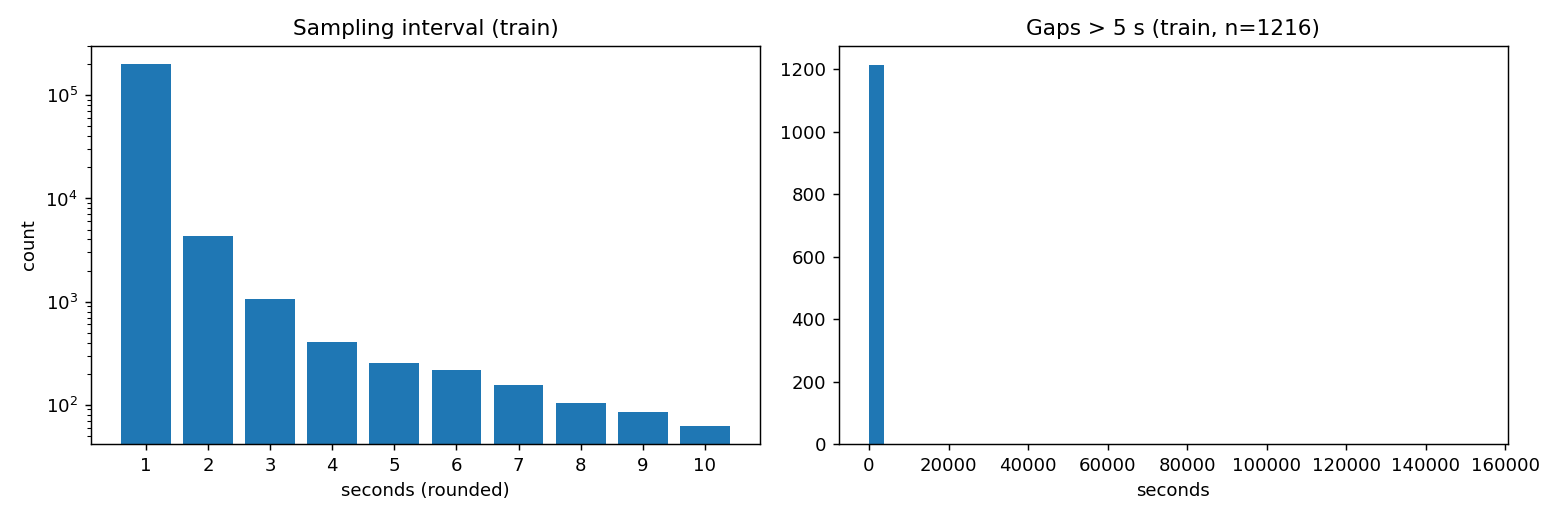 Sampling interval (train)
10^5
10^4
10^3
10^2
count
1 2 3 4 5 6 7 8 9 10
seconds (rounded)
Gaps > 5 s (train, n=1216)
1200
1000
800
600
400
200
0
0 20000 40000 60000 80000 100000 120000 140000 160000
seconds